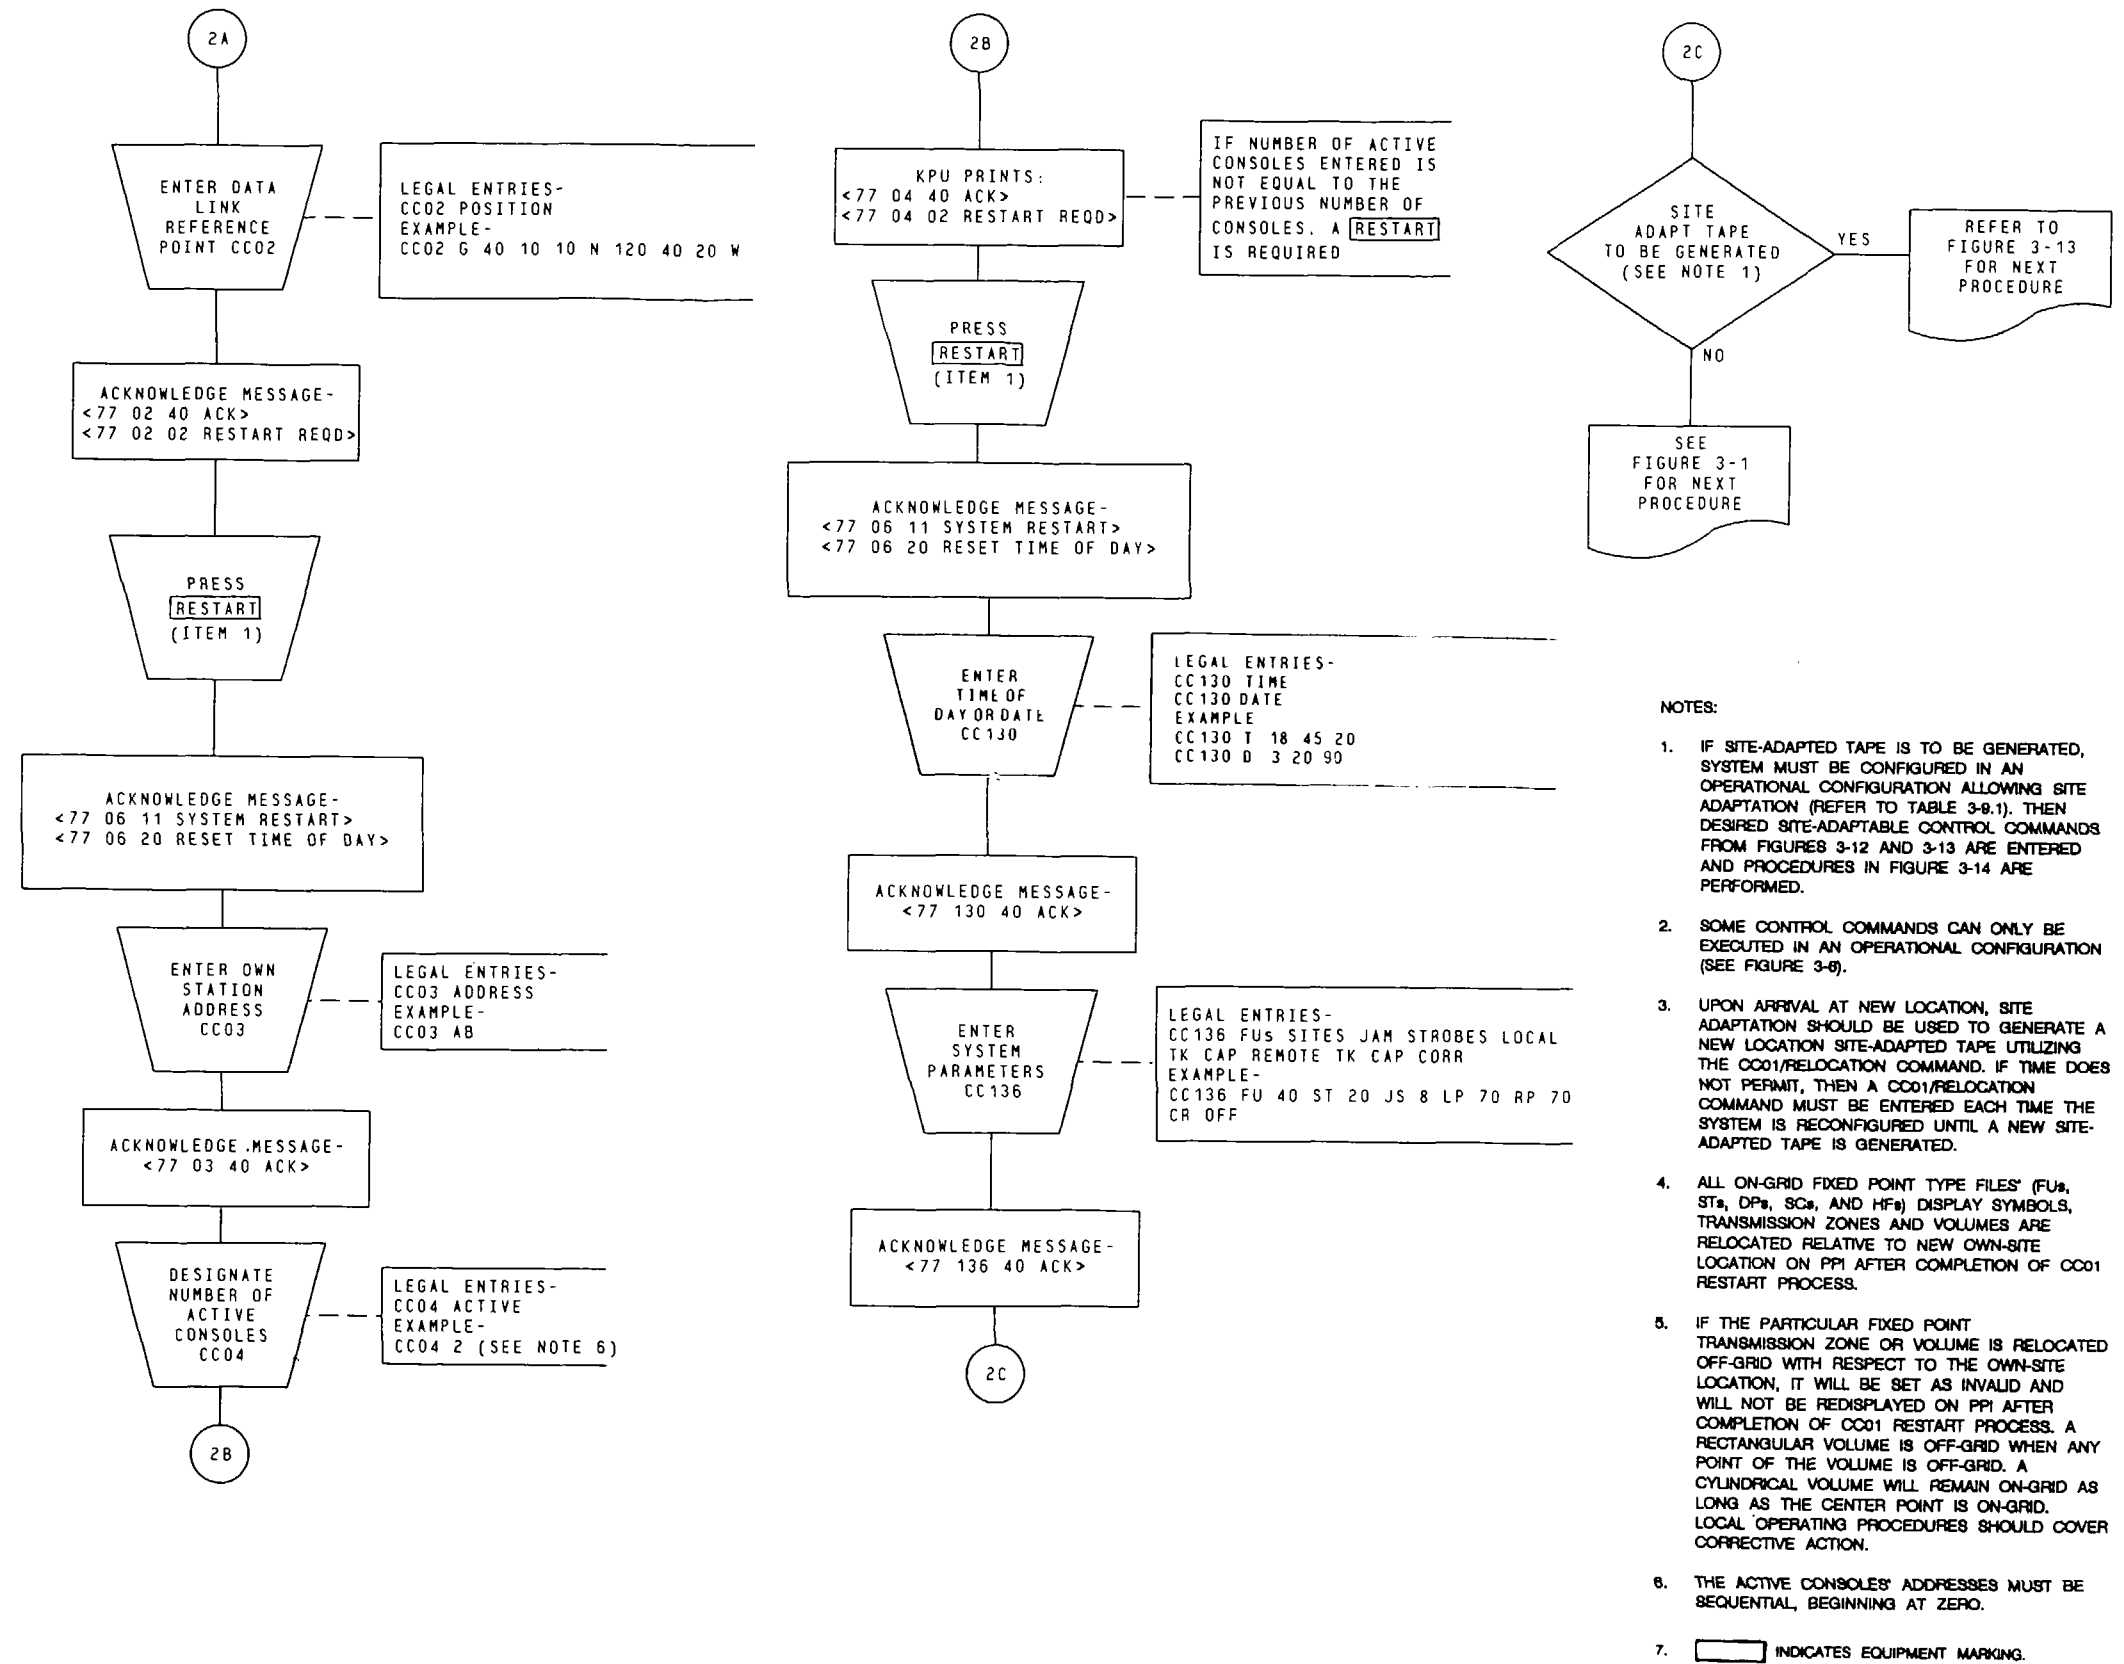 2A
ENTER DATA
LINK
REFERENCE
POINT CC02
LEGAL ENTRIES-
CC02 POSITION
EXAMPLE-
CC02 G 40 10 10 N 120 40 20 W
ACKNOWLEDGE MESSAGE-
<77 02 40 ACK>
<77 02 02 RESTART REQD>
PRESS
RESTART
(ITEM 1)
ACKNOWLEDGE MESSAGE-
<77 06 11 SYSTEM RESTART>
<77 06 20 RESET TIME OF DAY>
ENTER OWN
STATION
ADDRESS
CC03
LEGAL ENTRIES-
CC03 ADDRESS
EXAMPLE-
CC03 AB
ACKNOWLEDGE MESSAGE-
<77 03 40 ACK>
DESIGNATE
NUMBER OF
ACTIVE
CONSOLES
CC04
LEGAL ENTRIES-
CC04 ACTIVE
EXAMPLE-
CC04 2 (SEE NOTE 6)
2B
2B
KPU PRINTS:
<77 04 40 ACK>
<77 04 02 RESTART REQD>
IF NUMBER OF ACTIVE
CONSOLES ENTERED IS
NOT EQUAL TO THE
PREVIOUS NUMBER OF
CONSOLES. A RESTART
IS REQUIRED
PRESS
RESTART
(ITEM 1)
ACKNOWLEDGE MESSAGE-
<77 06 11 SYSTEM RESTART>
<77 06 20 RESET TIME OF DAY>
ENTER
TIME OF
DAY OR DATE
CC130
LEGAL ENTRIES-
CC130 TIME
CC130 DATE
EXAMPLE
CC130 T 18 45 20
CC130 D 3 20 90
ACKNOWLEDGE MESSAGE-
<77 130 40 ACK>
ENTER
SYSTEM
PARAMETERS
CC136
LEGAL ENTRIES-
CC136 FUs SITES JAM STROBES LOCAL
TK CAP REMOTE TK CAP CORR
EXAMPLE-
CC136 FU 40 ST 20 JS 8 LP 70 RP 70
CR OFF
ACKNOWLEDGE MESSAGE-
<77 136 40 ACK>
2C
2C
SITE
ADAPT TAPE
TO BE GENERATED
(SEE NOTE 1)
YES
REFER TO
FIGURE 3-13
FOR NEXT
PROCEDURE
NO
SEE
FIGURE 3-1
FOR NEXT
PROCEDURE
NOTES:
1. IF SITE-ADAPTED TAPE IS TO BE GENERATED,
SYSTEM MUST BE CONFIGURED IN AN
OPERATIONAL CONFIGURATION ALLOWING SITE
ADAPTATION (REFER TO TABLE 3-9.1). THEN
DESIRED SITE-ADAPTABLE CONTROL COMMANDS
FROM FIGURES 3-12 AND 3-13 ARE ENTERED
AND PROCEDURES IN FIGURE 3-14 ARE
PERFORMED.
2. SOME CONTROL COMMANDS CAN ONLY BE
EXECUTED IN AN OPERATIONAL CONFIGURATION
(SEE FIGURE 3-6).
3. UPON ARRIVAL AT NEW LOCATION, SITE
ADAPTATION SHOULD BE USED TO GENERATE A
NEW LOCATION SITE-ADAPTED TAPE UTILIZING
THE CC01/RELOCATION COMMAND. IF TIME DOES
NOT PERMIT, THEN A CC01/RELOCATION
COMMAND MUST BE ENTERED EACH TIME THE
SYSTEM IS RECONFIGURED UNTIL A NEW SITE-
ADAPTED TAPE IS GENERATED.
4. ALL ON-GRID FIXED POINT TYPE FILES' (FUs,
STs, DPs, SCs, AND HFs) DISPLAY SYMBOLS,
TRANSMISSION ZONES AND VOLUMES ARE
RELOCATED RELATIVE TO NEW OWN-SITE
LOCATION ON PPI AFTER COMPLETION OF CC01
RESTART PROCESS.
5. IF THE PARTICULAR FIXED POINT
TRANSMISSION ZONE OR VOLUME IS RELOCATED
OFF-GRID WITH RESPECT TO THE OWN-SITE
LOCATION, IT WILL BE SET AS INVALID AND
WILL NOT BE REDISPLAYED ON PPI AFTER
COMPLETION OF CC01 RESTART PROCESS. A
RECTANGULAR VOLUME IS OFF-GRID WHEN ANY
POINT OF THE VOLUME IS OFF-GRID. A
CYLINDRICAL VOLUME WILL REMAIN ON-GRID AS
LONG AS THE CENTER POINT IS ON-GRID.
LOCAL OPERATING PROCEDURES SHOULD COVER
CORRECTIVE ACTION.
6. THE ACTIVE CONSOLES' ADDRESSES MUST BE
SEQUENTIAL, BEGINNING AT ZERO.
7. INDICATES EQUIPMENT MARKING.